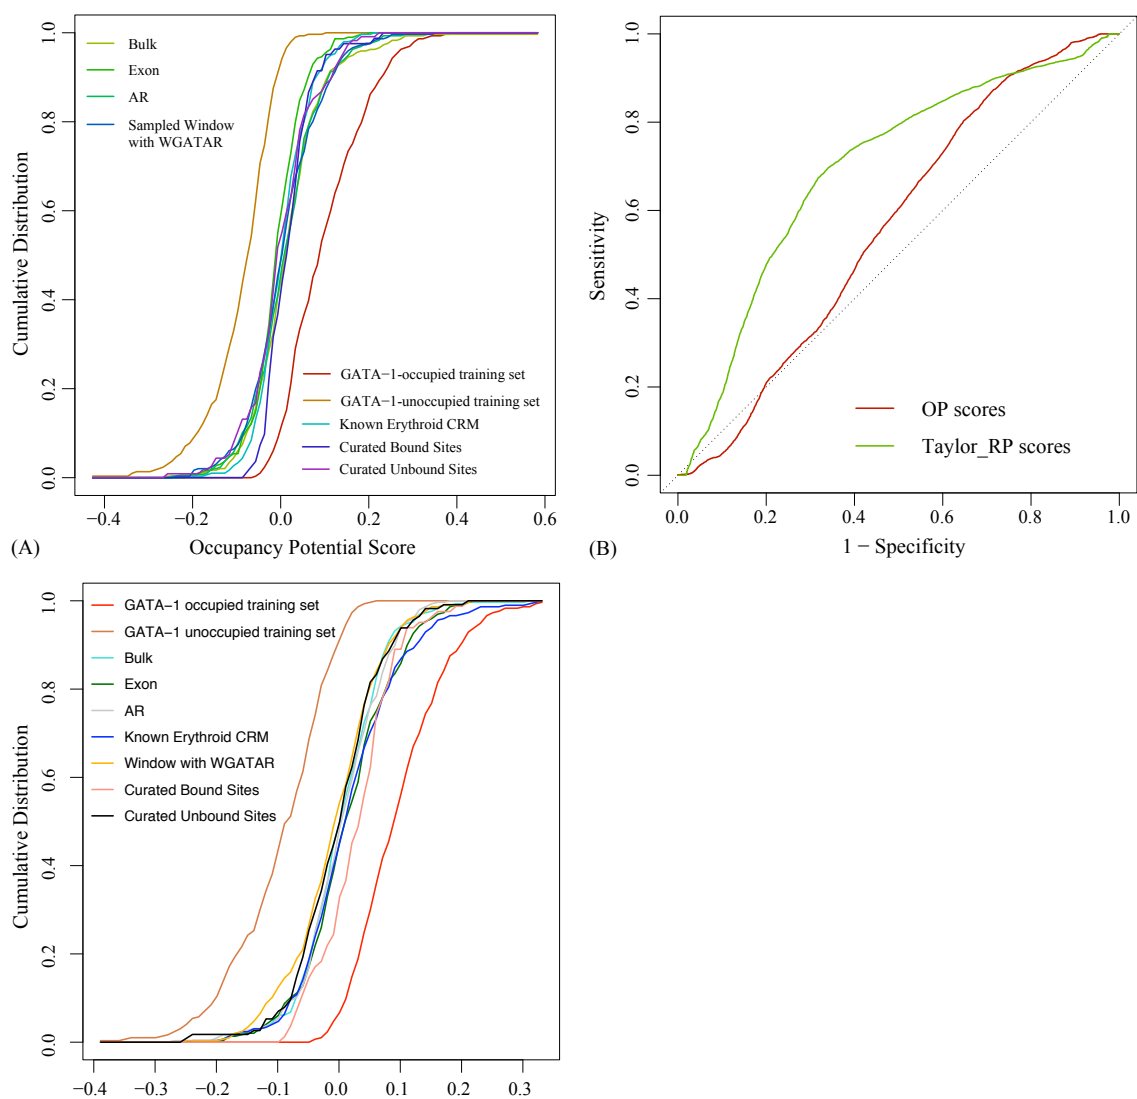 1.0
0.8
0.6
0.4
0.2
0.0
Cumulative Distribution
Bulk
Exon
AR
Sampled Window
with WGATAR
GATA−1-occupied training set
GATA−1-unoccupied training set
Known Erythroid CRM
Curated Bound Sites
Curated Unbound Sites
−0.4 −0.2 0.0 0.2 0.4 0.6
Occupancy Potential Score
(A)
1.0
0.8
0.6
0.4
0.2
0.0
Sensitivity
OP scores
Taylor_RP scores
0.0 0.2 0.4 0.6 0.8 1.0
1 − Specificity
(B)
1.0
0.8
0.6
0.4
0.2
0.0
Cumulative Distribution
GATA−1 occupied training set
GATA−1 unoccupied training set
Bulk
Exon
AR
Known Erythroid CRM
Window with WGATAR
Curated Bound Sites
Curated Unbound Sites
−0.4 −0.3 −0.2 −0.1 0.0 0.1 0.2 0.3